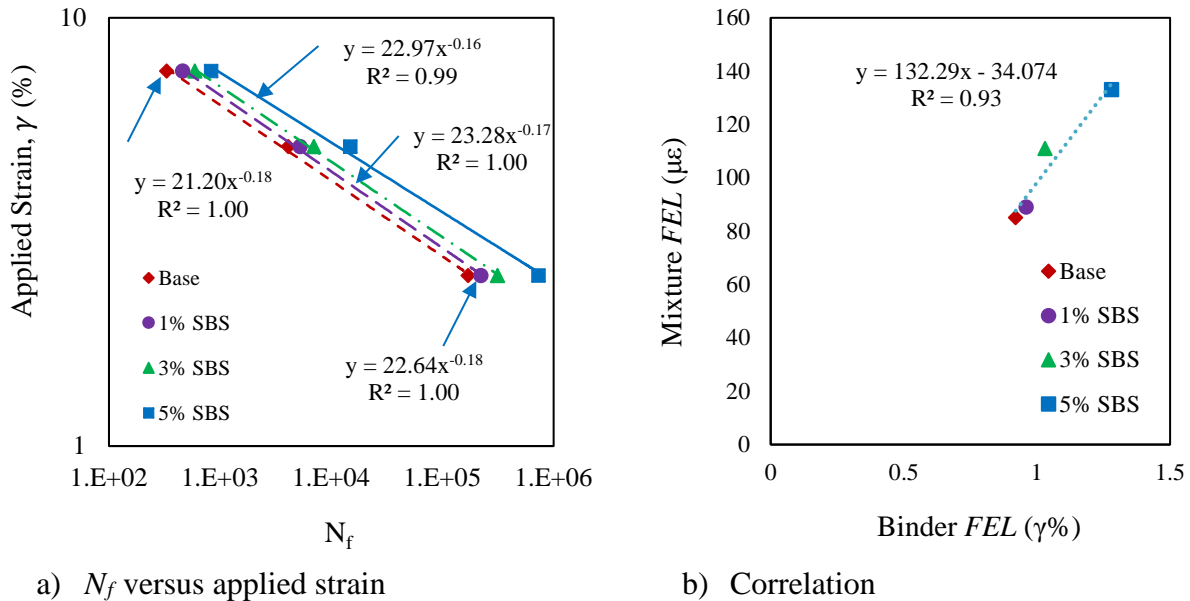 10
Applied Strain, γ (%)
1
y = 22.97x^-0.16
R² = 0.99
y = 23.28x^-0.17
R² = 1.00
y = 21.20x^-0.18
R² = 1.00
y = 22.64x^-0.18
R² = 1.00
Base
1% SBS
3% SBS
5% SBS
1.E+02 1.E+03 1.E+04 1.E+05 1.E+06
N_f
a) N_f versus applied strain
160
140
120
100
80
60
40
20
0
Mixture FEL (µε)
y = 132.29x - 34.074
R² = 0.93
Base
1% SBS
3% SBS
5% SBS
0 0.5 1 1.5
Binder FEL (γ%)
b) Correlation